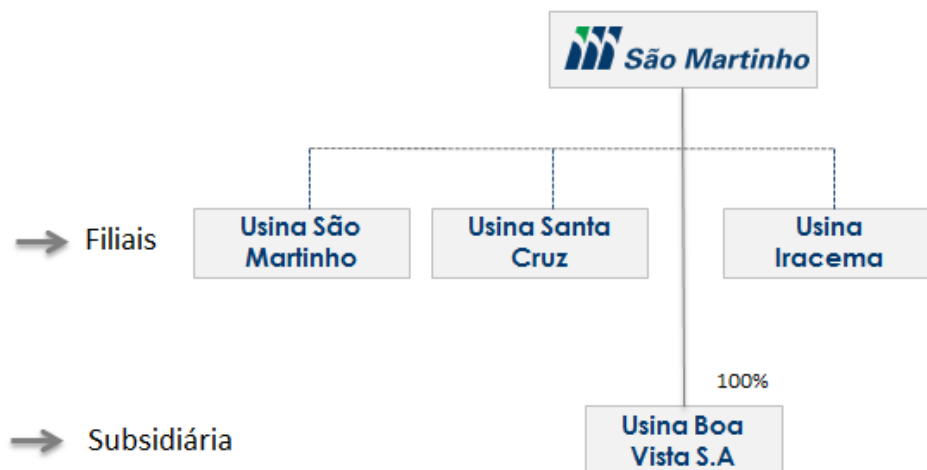 São Martinho
Filiais
Usina São
Martinho
Usina Santa
Cruz
Usina
Iracema
100%
Subsidiária
Usina Boa
Vista S.A